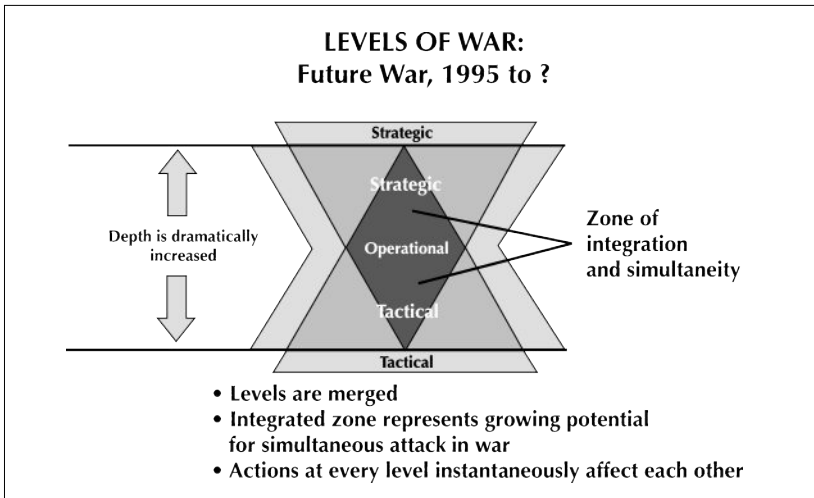 LEVELS OF WAR:
Future War, 1995 to ?
Strategic
Strategic
Depth is dramatically
increased
Operational
Zone of
integration
and simultaneity
Tactical
Tactical
• Levels are merged
• Integrated zone represents growing potential
for simultaneous attack in war
• Actions at every level instantaneously affect each other